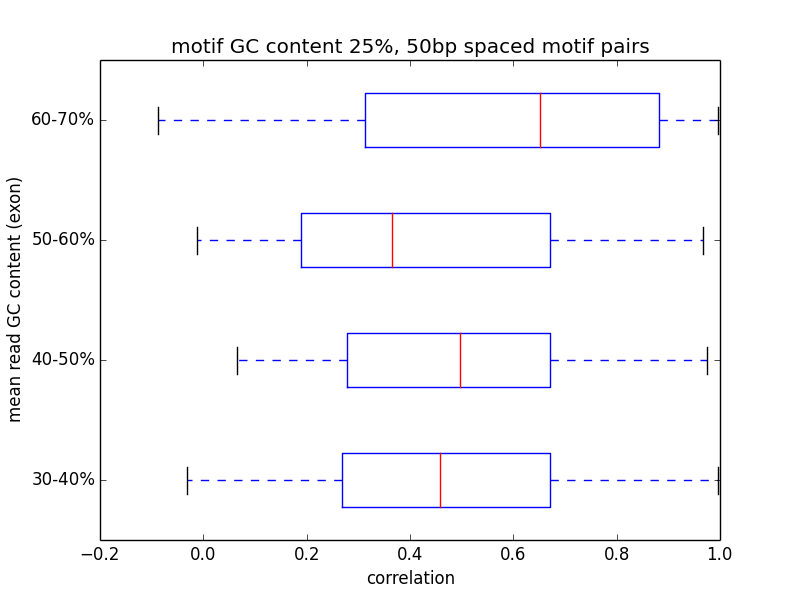 motif GC content 25%, 50bp spaced motif pairs
60-70%
50-60%
40-50%
30-40%
mean read GC content (exon)
−0.2 0.0 0.2 0.4 0.6 0.8 1.0
correlation